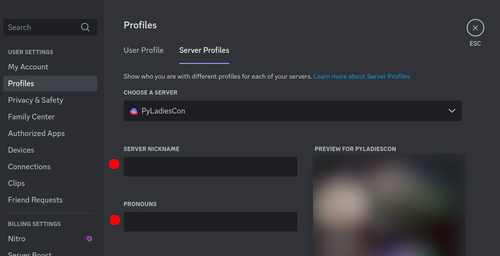 Profiles
ESC
Search
User Profile
Server Profiles
USER SETTINGS
My Account
Profiles
Privacy & Safety
Family Center
Authorized Apps
Devices
Connections
Clips
Friend Requests
BILLING SETTINGS
Nitro
Server Boost
Show who you are with different profiles for each of your servers. Learn more about Server Profiles
CHOOSE A SERVER
PyLadiesCon
SERVER NICKNAME
PRONOUNS
PREVIEW FOR PYLADIESCON